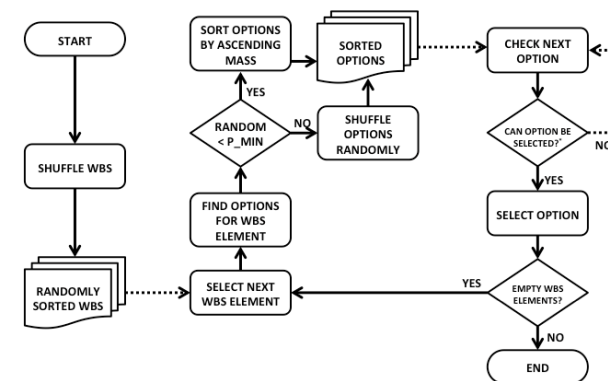 START
SHUFFLE WBS
RANDOMLY
SORTED WBS
SORT OPTIONS
BY ASCENDING
MASS
YES
RANDOM
< P_MIN
NO
FIND OPTIONS
FOR WBS
ELEMENT
SELECT NEXT
WBS ELEMENT
SORTED
OPTIONS
SHUFFLE
OPTIONS
RANDOMLY
CHECK NEXT
OPTION
CAN OPTION BE
SELECTED?*
NO
YES
SELECT OPTION
EMPTY WBS
ELEMENTS?
YES
NO
END